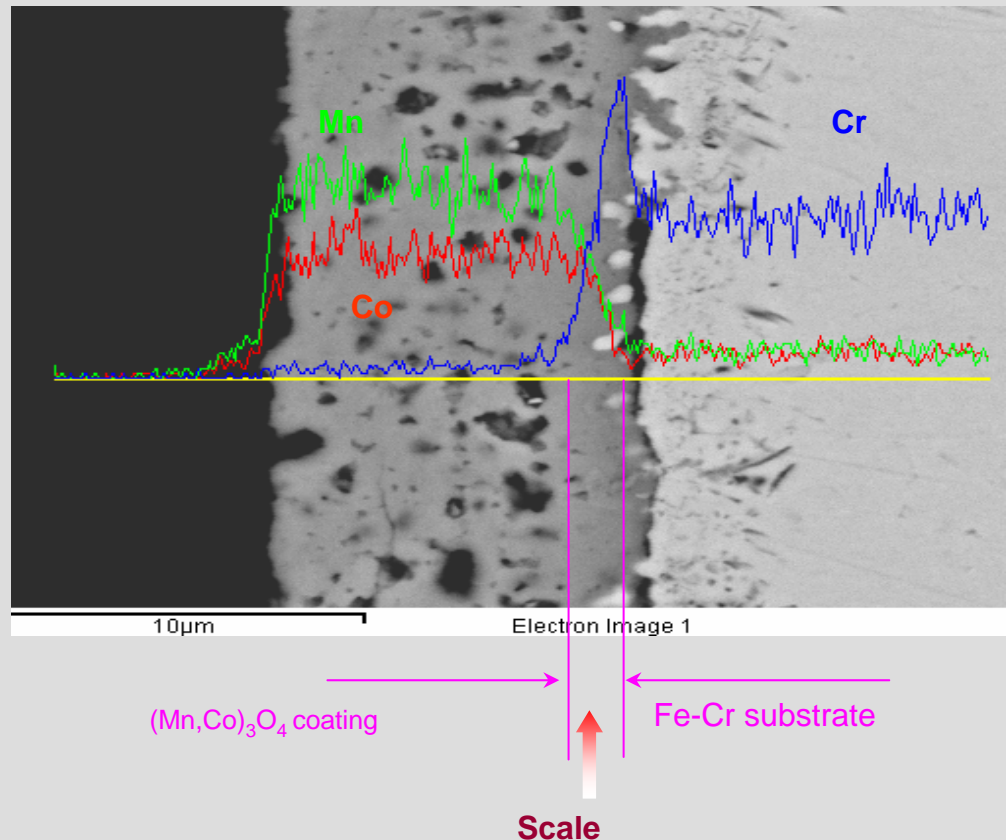 Mn
Cr
Co
10µm Electron Image 1
(Mn,Co)₃O₄ coating
Fe-Cr substrate
Scale